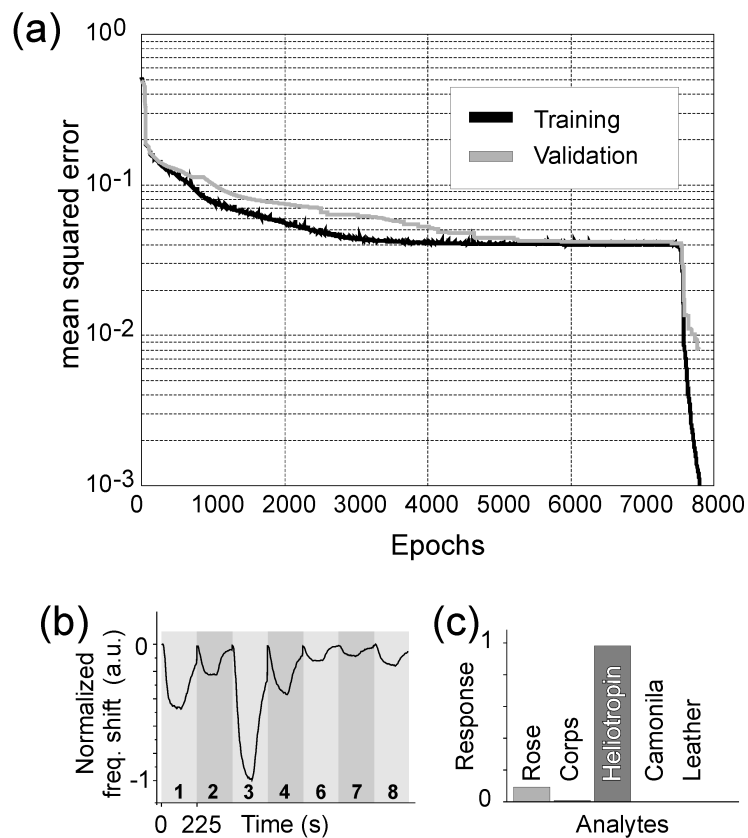 (a)
10^0
10^-1
10^-2
10^-3
mean squared error
Training
Validation
0 1000 2000 3000 4000 5000 6000 7000 8000
Epochs
(b)
Normalized
freq. shift (a.u.)
0
-1
1 2 3 4 6 7 8
0 225 Time (s)
(c)
Response
1
0
Rose
Corps
Heliotropin
Camonila
Leather
Analytes